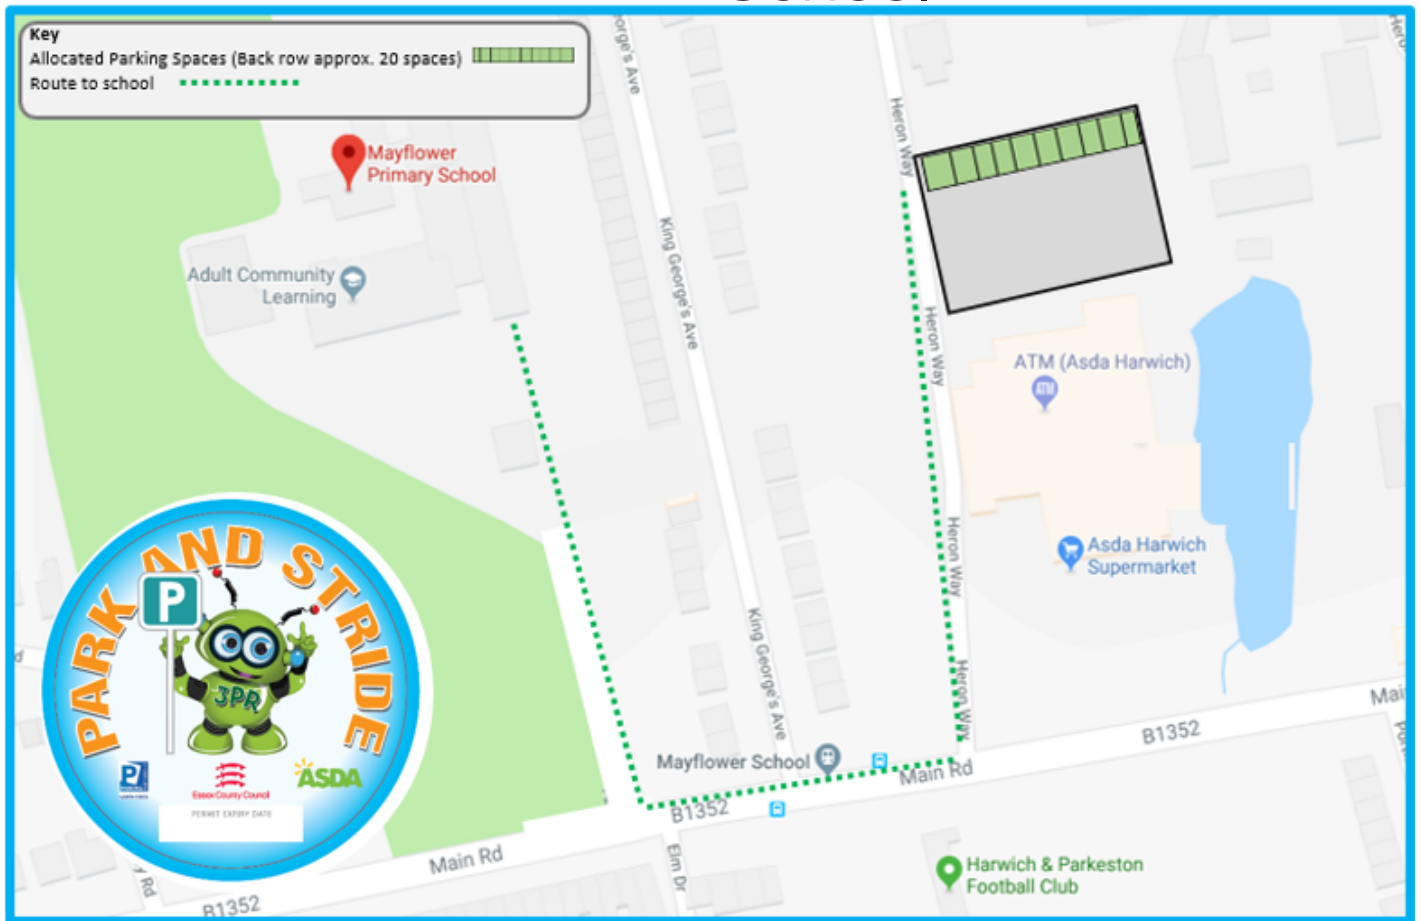 Key
Allocated Parking Spaces (Back row approx. 20 spaces)
Route to school
George's Ave
Heron Way
Mayflower
Primary School
King George's Ave
Adult Community
Learning
Heron Way
ATM (Asda Harwich)
ATM
Heron Way
Asda Harwich
Supermarket
PARK AND STRIDE
P
3PR
King George's Ave
Heron Way
Main
B1352
Mayflower School
Main Rd
B1352
P
Essex County Council
ASDA
PERMIT EXPIRY DATE
Main Rd
Elm Dr
Harwich & Parkeston
Football Club
y Rd
B1352